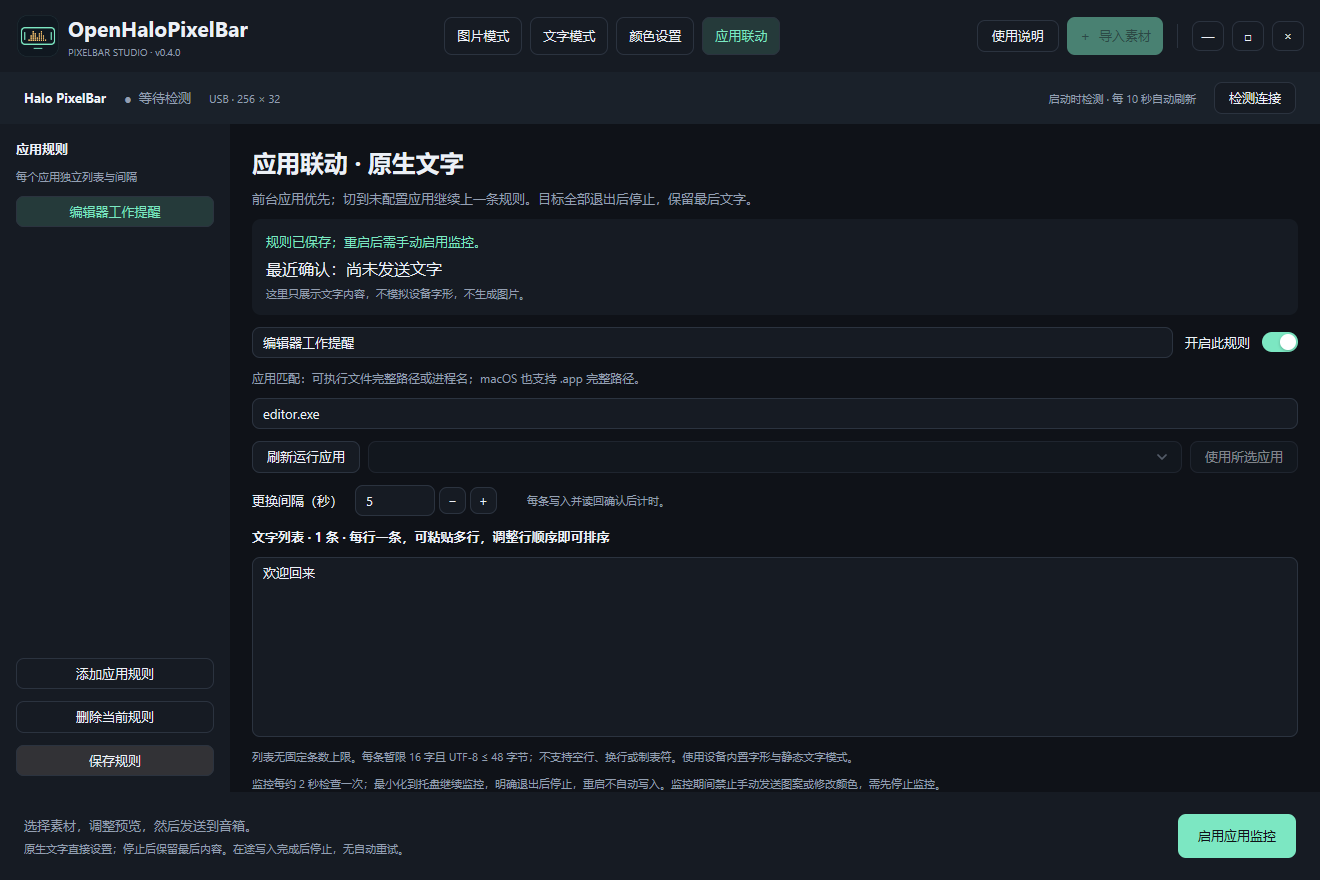 OpenHaloPixelBar
PIXELBAR STUDIO · v0.4.0
图片模式
文字模式
颜色设置
应用联动
使用说明
+ 导入素材
Halo PixelBar
等待检测
USB · 256 × 32
启动时检测 · 每 10 秒自动刷新
检测连接
应用规则
每个应用独立列表与间隔
编辑器工作提醒
添加应用规则
删除当前规则
保存规则
应用联动 · 原生文字
前台应用优先；切到未配置应用继续上一条规则。目标全部退出后停止，保留最后文字。
规则已保存；重启后需手动启用监控。
最近确认：尚未发送文字
这里只展示文字内容，不模拟设备字形，不生成图片。
编辑器工作提醒
开启此规则
应用匹配：可执行文件完整路径或进程名；macOS 也支持 .app 完整路径。
editor.exe
刷新运行应用
使用所选应用
更换间隔（秒）
5
−
+
每条写入并读回确认后计时。
文字列表 · 1 条 · 每行一条，可粘贴多行，调整行顺序即可排序
欢迎回来
列表无固定条数上限。每条暂限 16 字且 UTF-8 ≤ 48 字节；不支持空行、换行或制表符。使用设备内置字形与静态文字模式。
监控每约 2 秒检查一次；最小化到托盘继续监控，明确退出后停止，重启不自动写入。监控期间禁止手动发送图案或修改颜色，需先停止监控。
选择素材，调整预览，然后发送到音箱。
原生文字直接设置；停止后保留最后内容。在途写入完成后停止，无自动重试。
启用应用监控